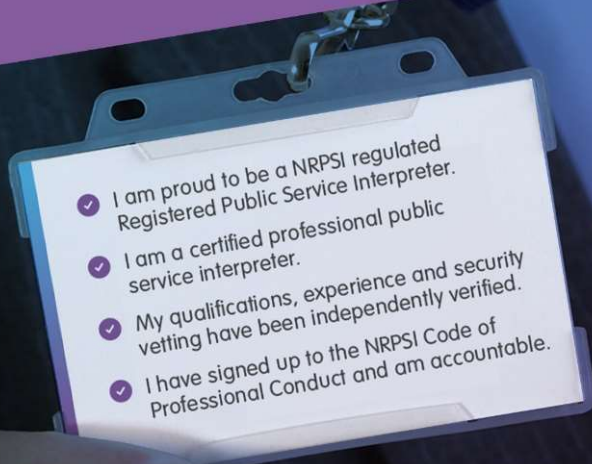 I am proud to be a NRPSI regulated
Registered Public Service Interpreter.
I am a certified professional public
service interpreter.
My qualifications, experience and security
vetting have been independently verified.
I have signed up to the NRPSI Code of
Professional Conduct and am accountable.